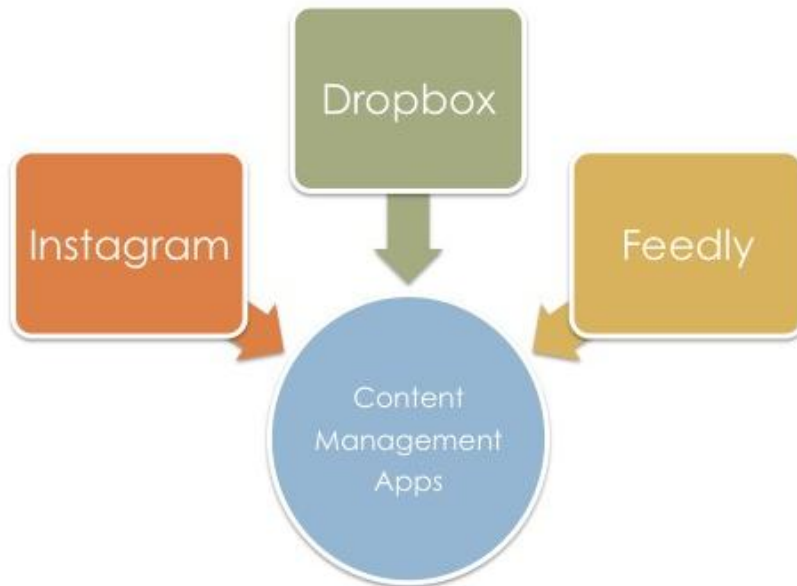 Dropbox
Instagram
Feedly
Content
Management
Apps